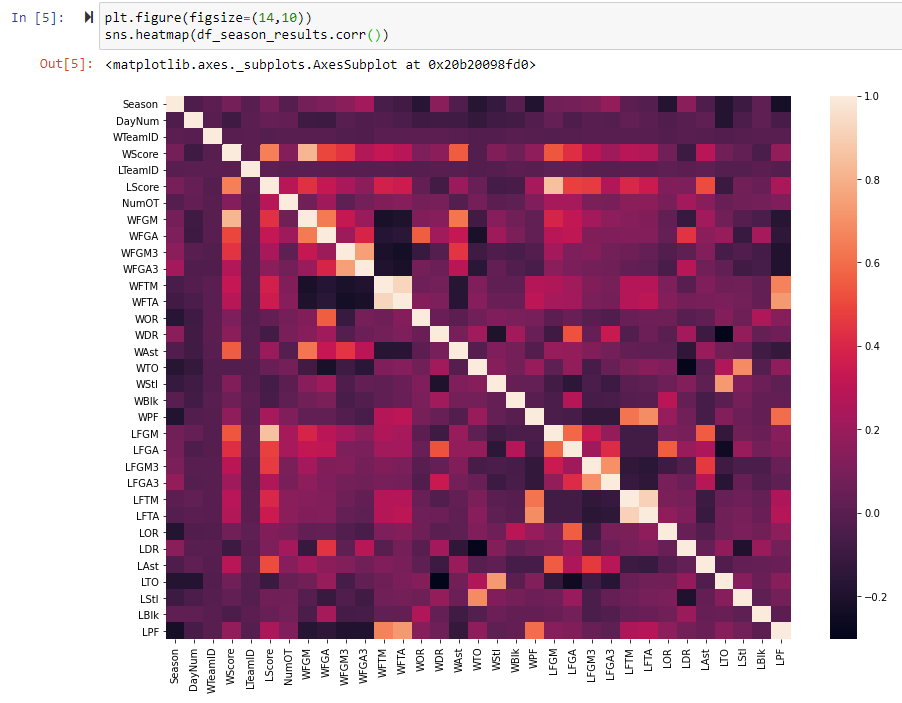 In [5]:
plt.figure(figsize=(14,10))
sns.heatmap(df_season_results.corr())
Out[5]: <matplotlib.axes._subplots.AxesSubplot at 0x20b20098fd0>
Season
DayNum
WTeamID
WScore
LTeamID
LScore
NumOT
WFGM
WFGA
WFGM3
WFGA3
WFTM
WFTA
WOR
WDR
WAst
WTO
WStl
WBlk
WPF
LFGM
LFGA
LFGM3
LFGA3
LFTM
LFTA
LOR
LDR
LAst
LTO
LStl
LBlk
LPF
Season DayNum WTeamID WScore LTeamID LScore NumOT WFGM WFGA WFGM3 WFGA3 WFTM WFTA WOR WDR WAst WTO WStl WBlk WPF LFGM LFGA LFGM3 LFGA3 LFTM LFTA LOR LDR LAst LTO LStl LBlk LPF
1.0
0.8
0.6
0.4
0.2
0.0
−0.2